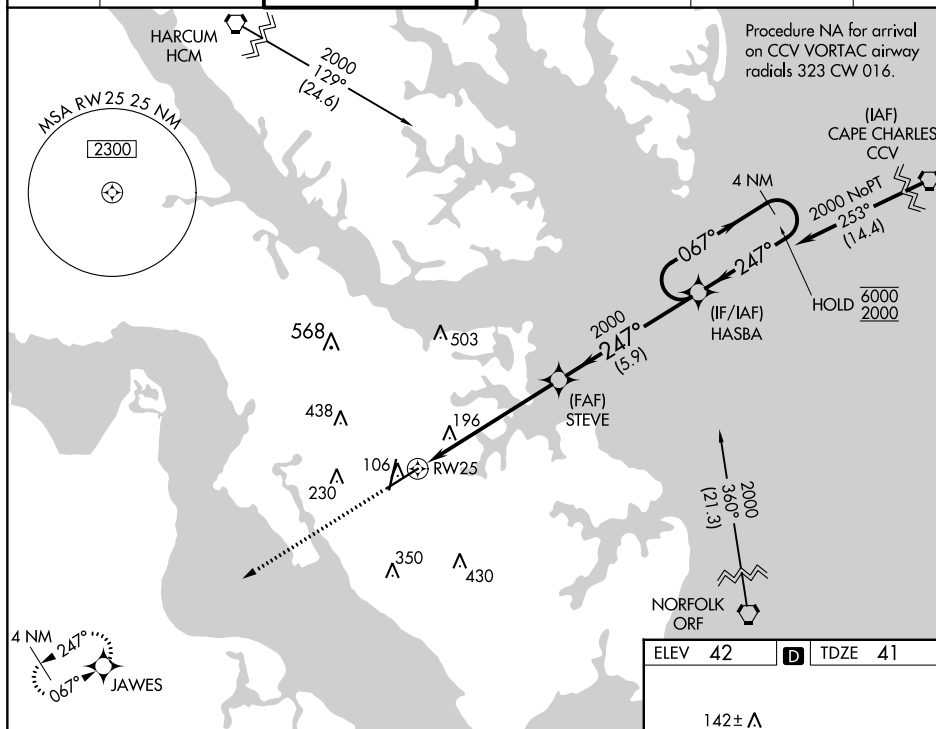 HARCUM
HCM
2000
129°
(24.6)
Procedure NA for arrival
on CCV VORTAC airway
radials 323 CW 016.
MSA RW 25 25 NM
2300
(IAF)
CAPE CHARLES
CCV
4 NM
2000 NoPT
253°
(14.4)
067°
247°
HOLD 6000
2000
(IF/IAF)
HASBA
2000
247°
(5.9)
(FAF)
STEVE
568
503
438
196
106
RW25
230
350
430
2000
360°
(21.3)
NORFOLK
ORF
4 NM
247°
067°
JAWES
ELEV 42 D TDZE 41
142±